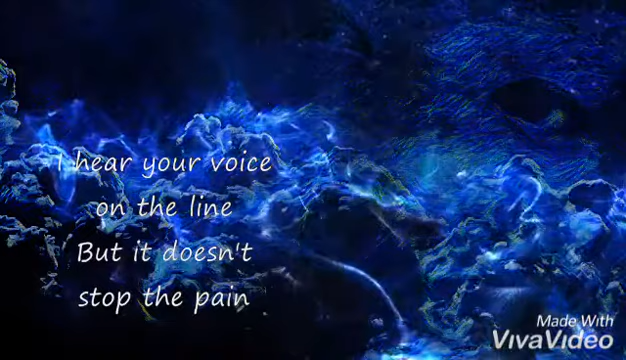 I hear your voice
on the line
But it doesn't
stop the pain
Made With
VivaVideo